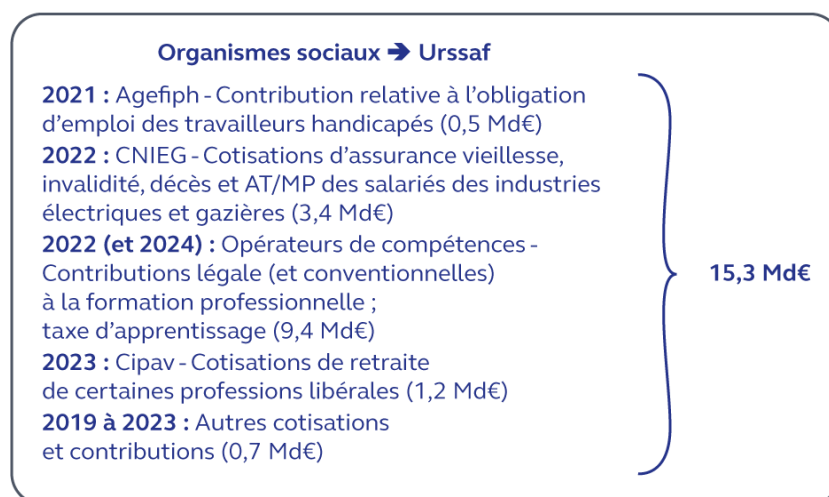 Organismes sociaux ➔ Urssaf
2021 : Agefiph - Contribution relative à l’obligation
d’emploi des travailleurs handicapés (0,5 Md€)
2022 : CNIEG - Cotisations d’assurance vieillesse,
invalidité, décès et AT/MP des salariés des industries
électriques et gazières (3,4 Md€)
2022 (et 2024) : Opérateurs de compétences -
Contributions légale (et conventionnelles)
à la formation professionnelle ;
taxe d’apprentissage (9,4 Md€)
2023 : Cipav - Cotisations de retraite
de certaines professions libérales (1,2 Md€)
2019 à 2023 : Autres cotisations
et contributions (0,7 Md€)
15,3 Md€